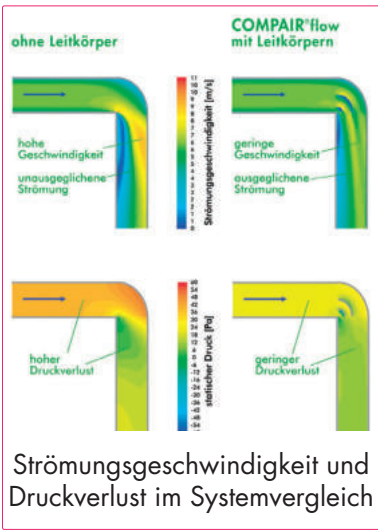 ohne Leitkörper
COMPAIR®flow
mit Leitkörpern
hohe
Geschwindigkeit
unausgeglichene
Strömung
Strömungsgeschwindigkeit [m/s]
geringe
Geschwindigkeit
ausgeglichene
Strömung
hoher
Druckverlust
statischer Druck [Pa]
geringer
Druckverlust
Strömungsgeschwindigkeit und
Druckverlust im Systemvergleich